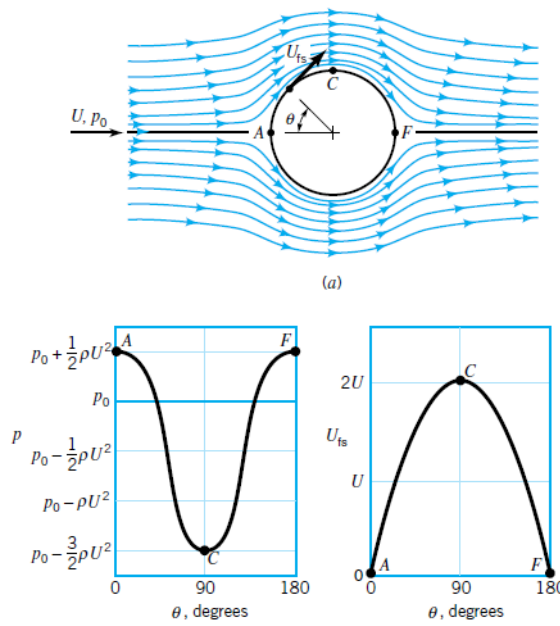 U_fs
C
U, p_0
θ
A
F
(a)
A
F
p_0 + 1/2 ρU^2
p_0
p
p_0 − 1/2 ρU^2
p_0 − ρU^2
p_0 − 3/2 ρU^2
C
0
90
180
θ, degrees
C
2U
U_fs
U
0
A
F
0
90
180
θ, degrees